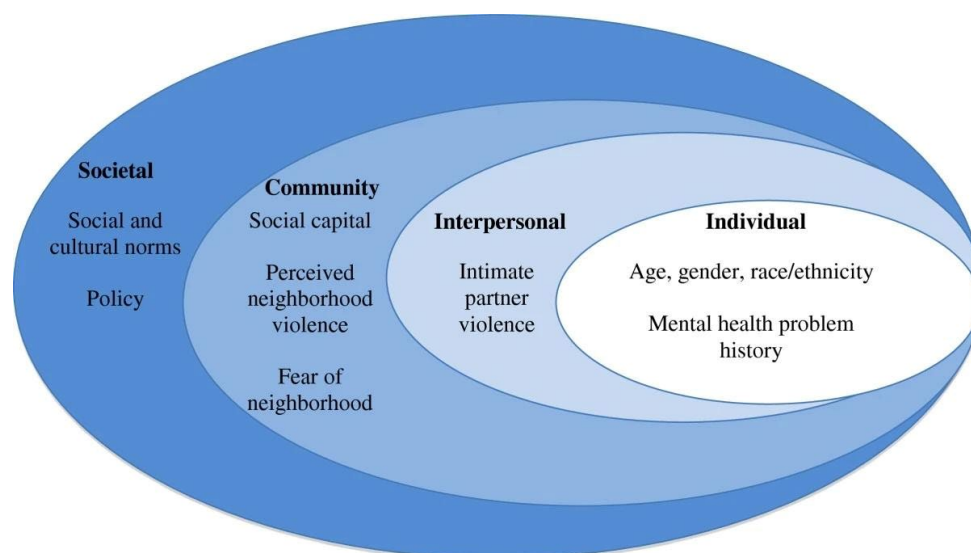 Societal
Social and
cultural norms
Policy
Community
Social capital
Perceived
neighborhood
violence
Fear of
neighborhood
Interpersonal
Intimate
partner
violence
Individual
Age, gender, race/ethnicity
Mental health problem
history